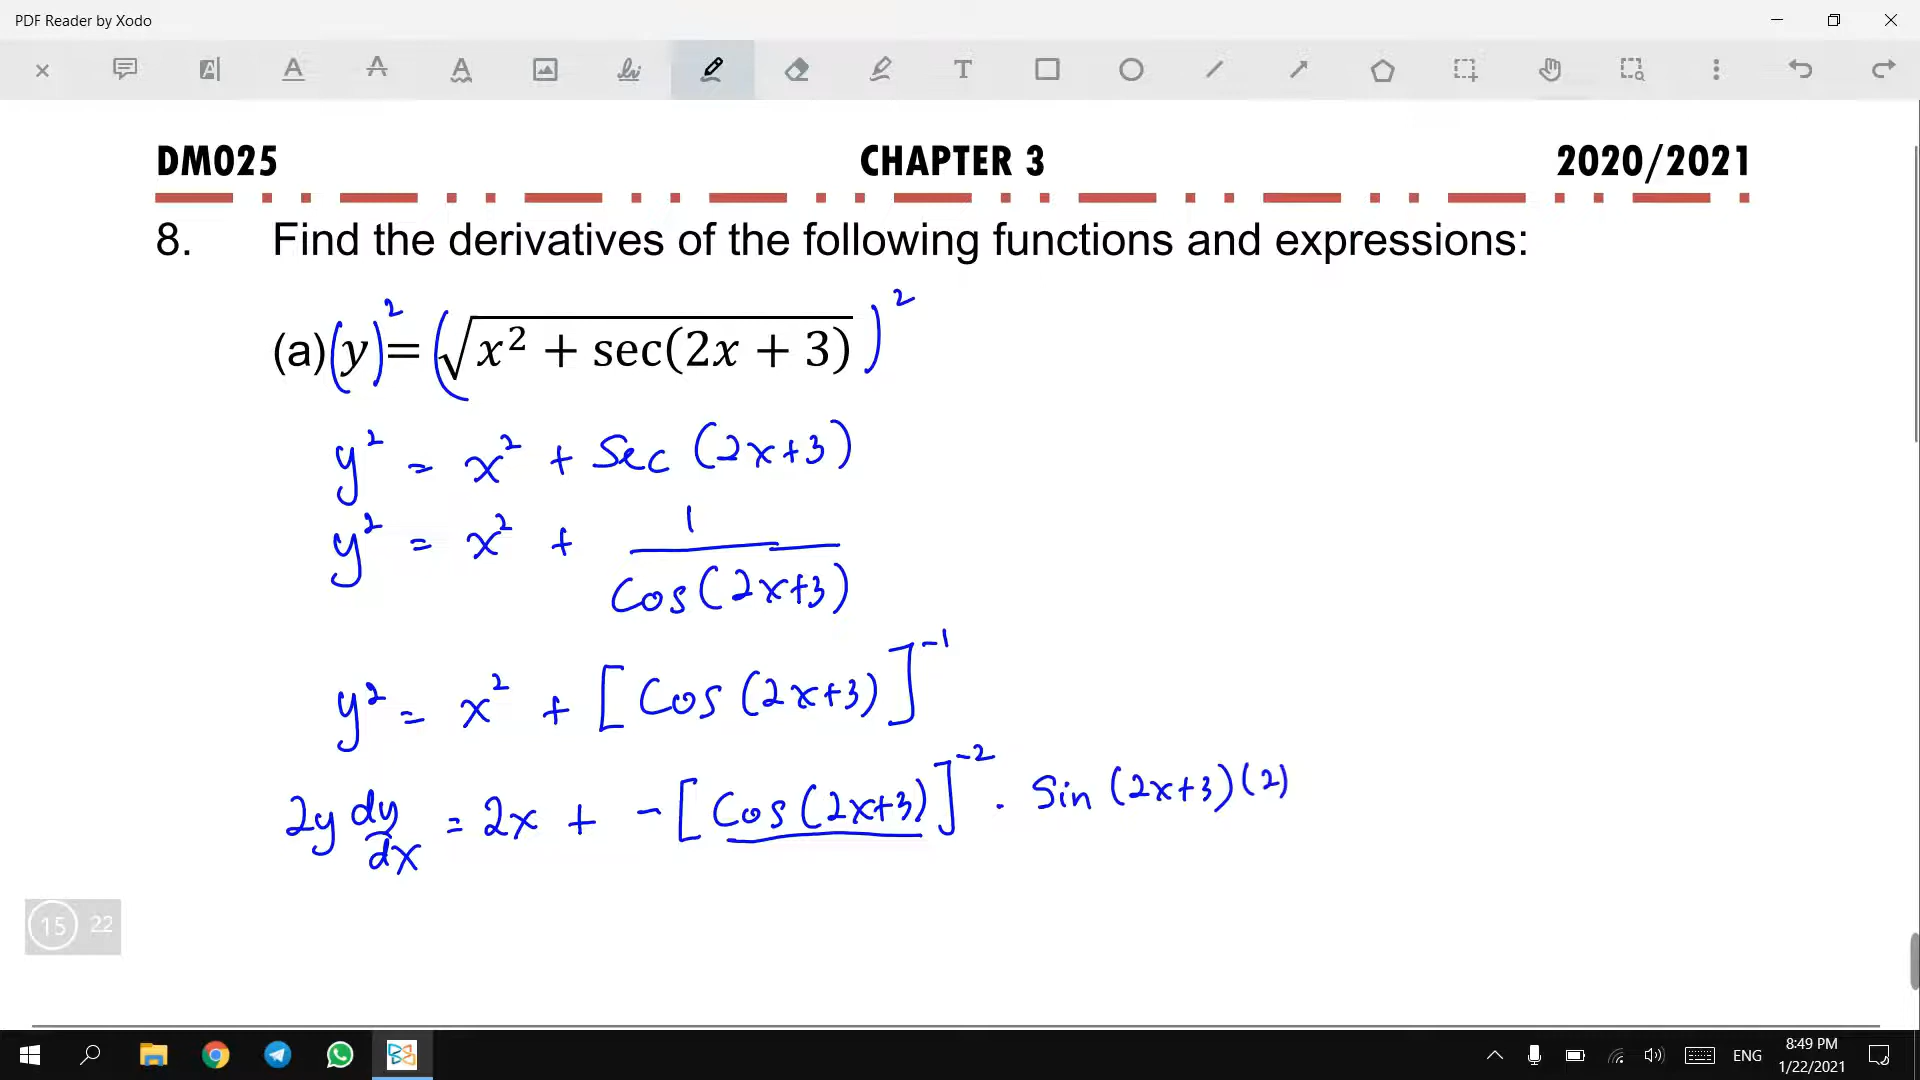 PDF Reader by Xodo
DM025 CHAPTER 3 2020/2021
8. Find the derivatives of the following functions and expressions:
(a) (y)² = (√(x² + sec(2x + 3)))²
y² = x² + Sec (2x+3)
y² = x² + 1/Cos(2x+3)
y² = x² + [Cos (2x+3)]⁻¹
2y dy/dx = 2x + -[Cos (2x+3)]⁻² · Sin (2x+3)(2)
15 22
ENG
8:49 PM
1/22/2021